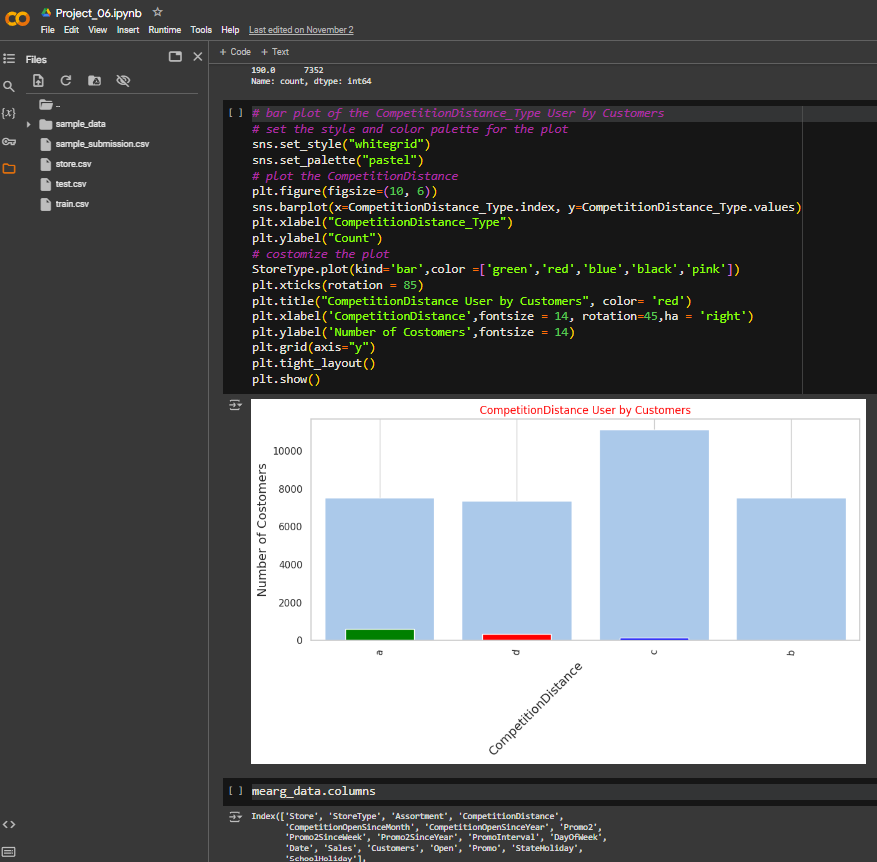 Project_06.ipynb
File Edit View Insert Runtime Tools Help Last edited on November 2
Files
+ Code + Text
..
sample_data
sample_submission.csv
store.csv
test.csv
train.csv
{x}
190.0 7352
Name: count, dtype: int64
[ ] # bar plot of the CompetitionDistance_Type User by Customers
# set the style and color palette for the plot
sns.set_style("whitegrid")
sns.set_palette("pastel")
# plot the CompetitionDistance
plt.figure(figsize=(10, 6))
sns.barplot(x=CompetitionDistance_Type.index, y=CompetitionDistance_Type.values)
plt.xlabel("CompetitionDistance_Type")
plt.ylabel("Count")
# costomize the plot
StoreType.plot(kind='bar',color =['green','red','blue','black','pink'])
plt.xticks(rotation = 85)
plt.title("CompetitionDistance User by Customers", color= 'red')
plt.xlabel('CompetitionDistance',fontsize = 14, rotation=45,ha = 'right')
plt.ylabel('Number of Costomers',fontsize = 14)
plt.grid(axis="y")
plt.tight_layout()
plt.show()
CompetitionDistance User by Customers
Number of Costomers
10000
8000
6000
4000
2000
0
a d c b
CompetitionDistance
[ ] mearg_data.columns
Index(['Store', 'StoreType', 'Assortment', 'CompetitionDistance',
'CompetitionOpenSinceMonth', 'CompetitionOpenSinceYear', 'Promo2',
'Promo2SinceWeek', 'Promo2SinceYear', 'PromoInterval', 'DayOfWeek',
'Date', 'Sales', 'Customers', 'Open', 'Promo', 'StateHoliday',
'SchoolHoliday'],